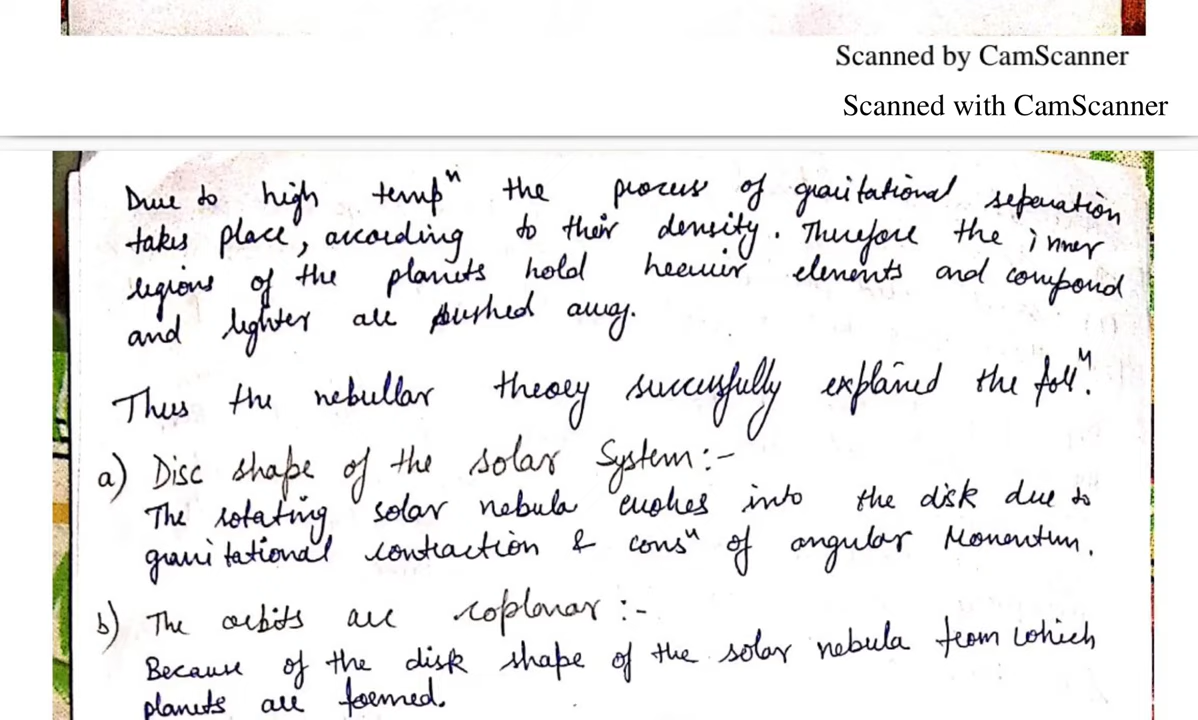 Scanned by CamScanner
Scanned with CamScanner
Due to high tempⁿ the process of gravitational separation
takes place, according to their density. Therefore the inner
regions of the planets hold heevier elements and compond
and lighter are pushed away.
Thus the nebullar theory successfully explained the follⁿ.
a) Disc shape of the solar System:-
The rotating solar nebula crushes into the disk due to
gravitational contraction & consⁿ of angular Momentum.
b) The orbits are coplanar :-
Because of the disk shape of the solar nebula from which
planets are formed.